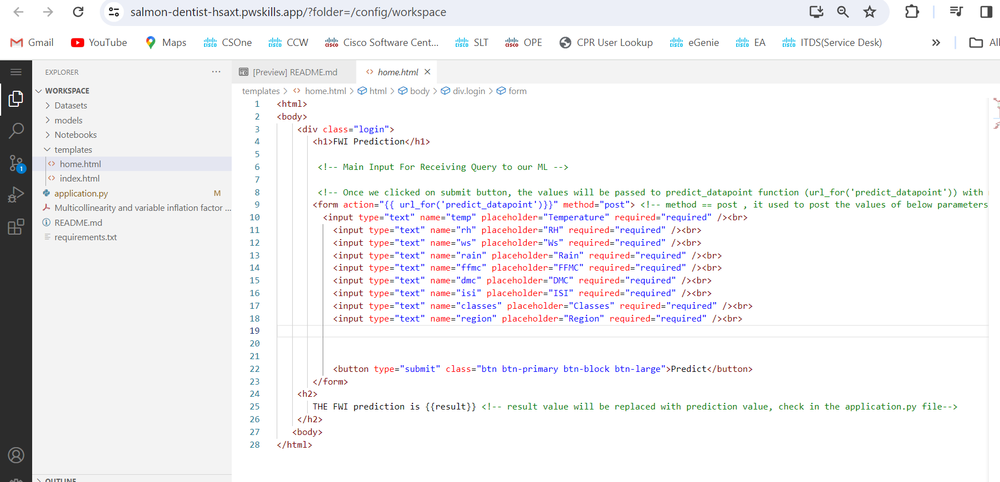 salmon-dentist-hsaxt.pwskills.app/?folder=/config/workspace
Gmail YouTube Maps CSOne CCW Cisco Software Cent... SLT OPE CPR User Lookup eGenie EA ITDS(Service Desk) » All
EXPLORER ···
WORKSPACE
Datasets
models
Notebooks
templates
home.html
index.html
application.py M
Multicollinearity and variable inflation factor ...
README.md
requirements.txt
OUTLINE
1
[Preview] README.md home.html
templates > home.html > html > body > div.login > form
1 <html>
2 <body>
3 <div class="login">
4 <h1>FWI Prediction</h1>
5
6 <!-- Main Input For Receiving Query to our ML -->
7
8 <!-- Once we clicked on submit button, the values will be passed to predict_datapoint function (url_for('predict_datapoint')) with
9 <form action="{{ url_for('predict_datapoint')}}" method="post"> <!-- method == post , it used to post the values of below parameters
10 <input type="text" name="temp" placeholder="Temperature" required="required" /><br>
11 <input type="text" name="rh" placeholder="RH" required="required" /><br>
12 <input type="text" name="ws" placeholder="Ws" required="required" /><br>
13 <input type="text" name="rain" placeholder="Rain" required="required" /><br>
14 <input type="text" name="ffmc" placeholder="FFMC" required="required" /><br>
15 <input type="text" name="dmc" placeholder="DMC" required="required" /><br>
16 <input type="text" name="isi" placeholder="ISI" required="required" /><br>
17 <input type="text" name="classes" placeholder="Classes" required="required" /><br>
18 <input type="text" name="region" placeholder="Region" required="required" /><br>
19
20
21
22 <button type="submit" class="btn btn-primary btn-block btn-large">Predict</button>
23 </form>
24 <h2>
25 THE FWI prediction is {{result}} <!-- result value will be replaced with prediction value, check in the application.py file-->
26 </h2>
27 <body>
28 </html>